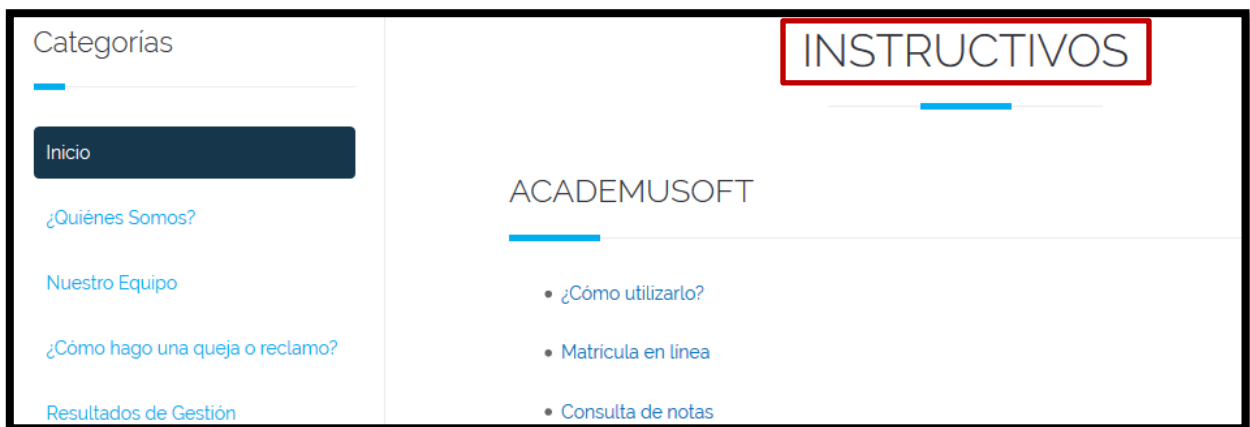 Categorías
Inicio
¿Quiénes Somos?
Nuestro Equipo
¿Cómo hago una queja o reclamo?
Resultados de Gestión
INSTRUCTIVOS
ACADEMUSOFT
¿Cómo utilizarlo?
Matrícula en línea
Consulta de notas